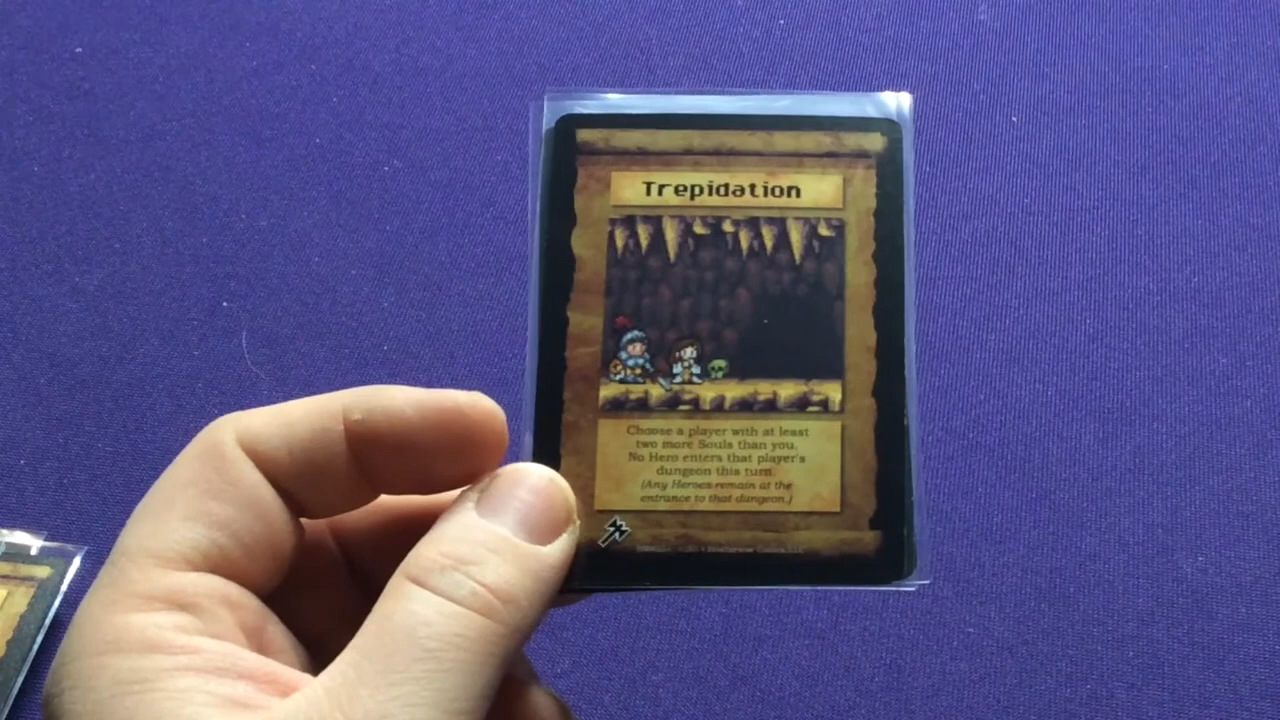 Trepidation
Choose a player with at least
two more Souls than you.
No Hero enters that player's
dungeon this turn.
(Any Heroes remain at the
entrance to that dungeon.)